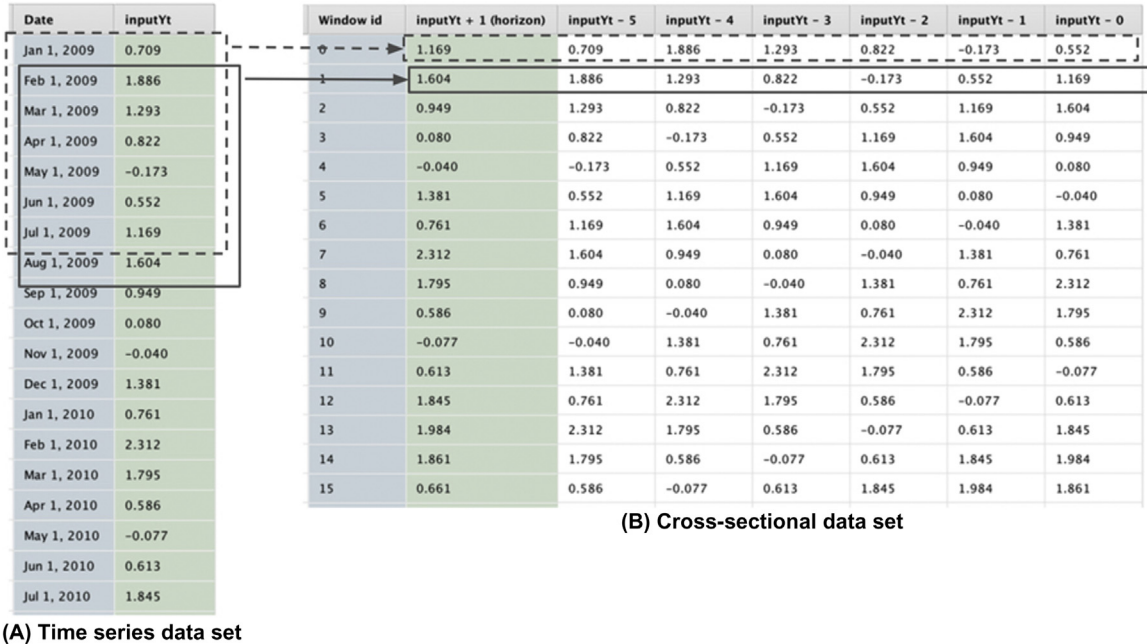 Date inputYt
Jan 1, 2009 0.709
Feb 1, 2009 1.886
Mar 1, 2009 1.293
Apr 1, 2009 0.822
May 1, 2009 -0.173
Jun 1, 2009 0.552
Jul 1, 2009 1.169
Aug 1, 2009 1.604
Sep 1, 2009 0.949
Oct 1, 2009 0.080
Nov 1, 2009 -0.040
Dec 1, 2009 1.381
Jan 1, 2010 0.761
Feb 1, 2010 2.312
Mar 1, 2010 1.795
Apr 1, 2010 0.586
May 1, 2010 -0.077
Jun 1, 2010 0.613
Jul 1, 2010 1.845
(A) Time series data set
Window id inputYt + 1 (horizon) inputYt - 5 inputYt - 4 inputYt - 3 inputYt - 2 inputYt - 1 inputYt - 0
0 1.169 0.709 1.886 1.293 0.822 -0.173 0.552
1 1.604 1.886 1.293 0.822 -0.173 0.552 1.169
2 0.949 1.293 0.822 -0.173 0.552 1.169 1.604
3 0.080 0.822 -0.173 0.552 1.169 1.604 0.949
4 -0.040 -0.173 0.552 1.169 1.604 0.949 0.080
5 1.381 0.552 1.169 1.604 0.949 0.080 -0.040
6 0.761 1.169 1.604 0.949 0.080 -0.040 1.381
7 2.312 1.604 0.949 0.080 -0.040 1.381 0.761
8 1.795 0.949 0.080 -0.040 1.381 0.761 2.312
9 0.586 0.080 -0.040 1.381 0.761 2.312 1.795
10 -0.077 -0.040 1.381 0.761 2.312 1.795 0.586
11 0.613 1.381 0.761 2.312 1.795 0.586 -0.077
12 1.845 0.761 2.312 1.795 0.586 -0.077 0.613
13 1.984 2.312 1.795 0.586 -0.077 0.613 1.845
14 1.861 1.795 0.586 -0.077 0.613 1.845 1.984
15 0.661 0.586 -0.077 0.613 1.845 1.984 1.861
(B) Cross-sectional data set